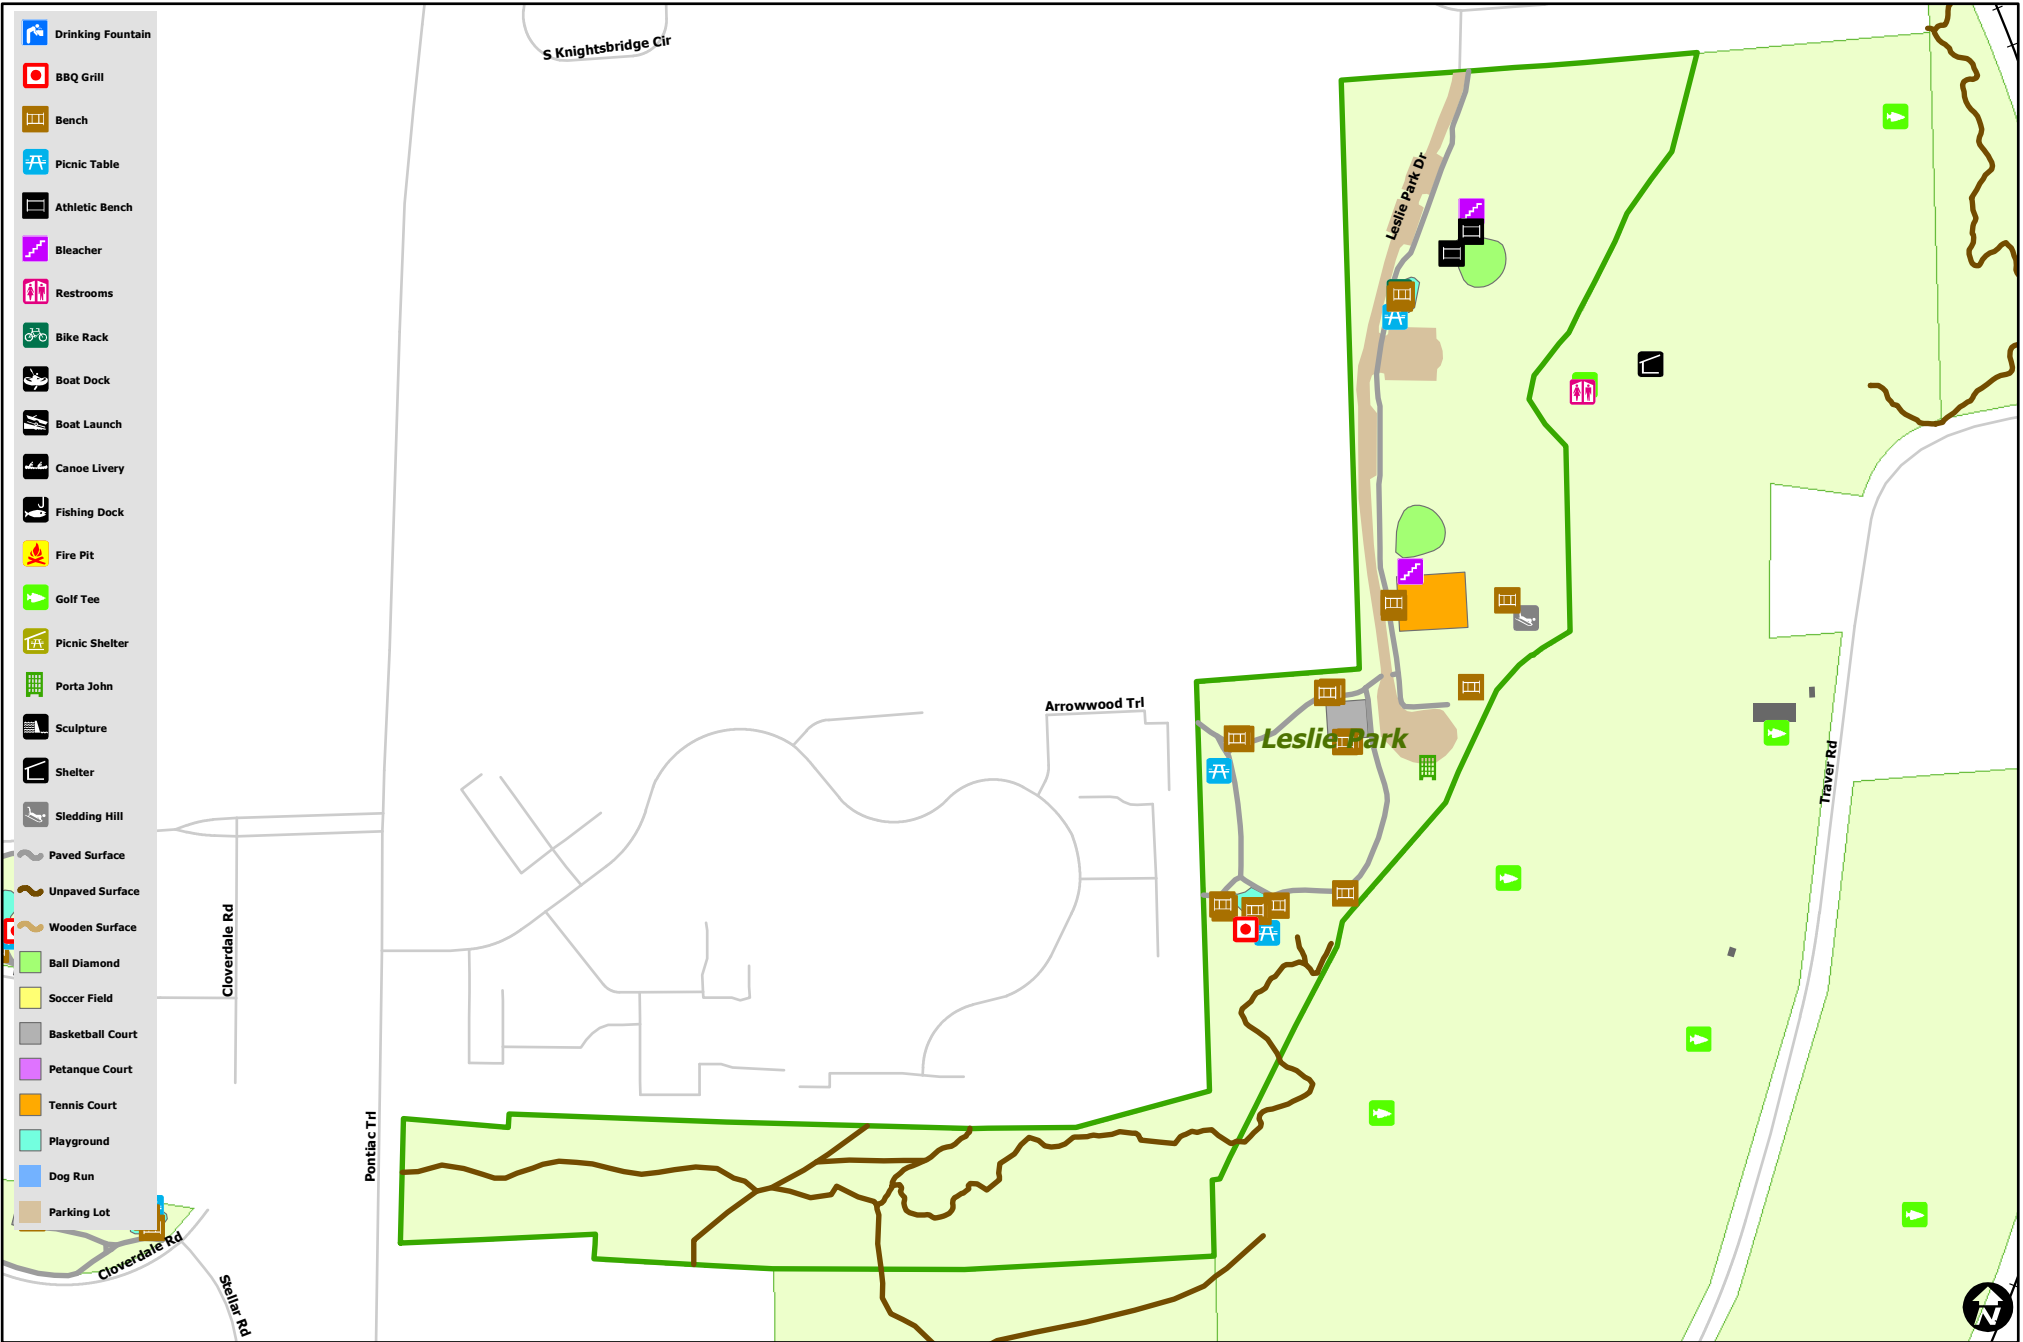 Drinking Fountain
BBQ Grill
Bench
Picnic Table
Athletic Bench
Bleacher
Restrooms
Bike Rack
Boat Dock
Boat Launch
Canoe Livery
Fishing Dock
Fire Pit
Golf Tee
Picnic Shelter
Porta John
Sculpture
Shelter
Sledding Hill
Paved Surface
Unpaved Surface
Wooden Surface
Ball Diamond
Soccer Field
Basketball Court
Petanque Court
Tennis Court
Playground
Dog Run
Parking Lot
S Knightsbridge Cir
Leslie Park Dr
Arrowwood Trl
Leslie Park
Traver Rd
Cloverdale Rd
Pontiac Trl
Cloverdale Rd
Stellar Rd
N